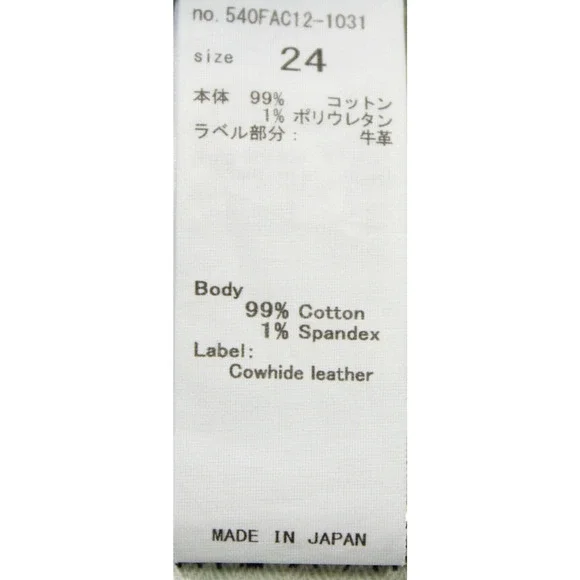 no. 540FAC12-1031
size 24
本体 99% コットン
1% ポリウレタン
ラベル部分: 牛革
Body
99% Cotton
1% Spandex
Label:
Cowhide leather
MADE IN JAPAN